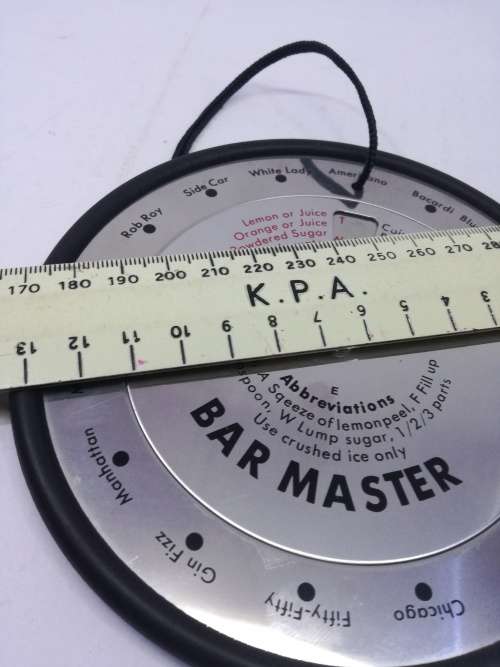 Rob Roy
Side Car
White Lady
Americano
Bacardi
Lemon or Juice
Orange or Juice
Powdered Sugar
T
170 180 190 200 210 220 230 240 250 260 270
K.P.A.
13 12 11 10 9 8 7 6 5 4 3
E
Abbreviations
A Sqeeze of lemonpeel, F Fill up
spoon, W Lump sugar, 1/2/3 parts
Use crushed ice only
BAR MASTER
Manhattan
Gin Fizz
Fifty-Fifty
Chicago